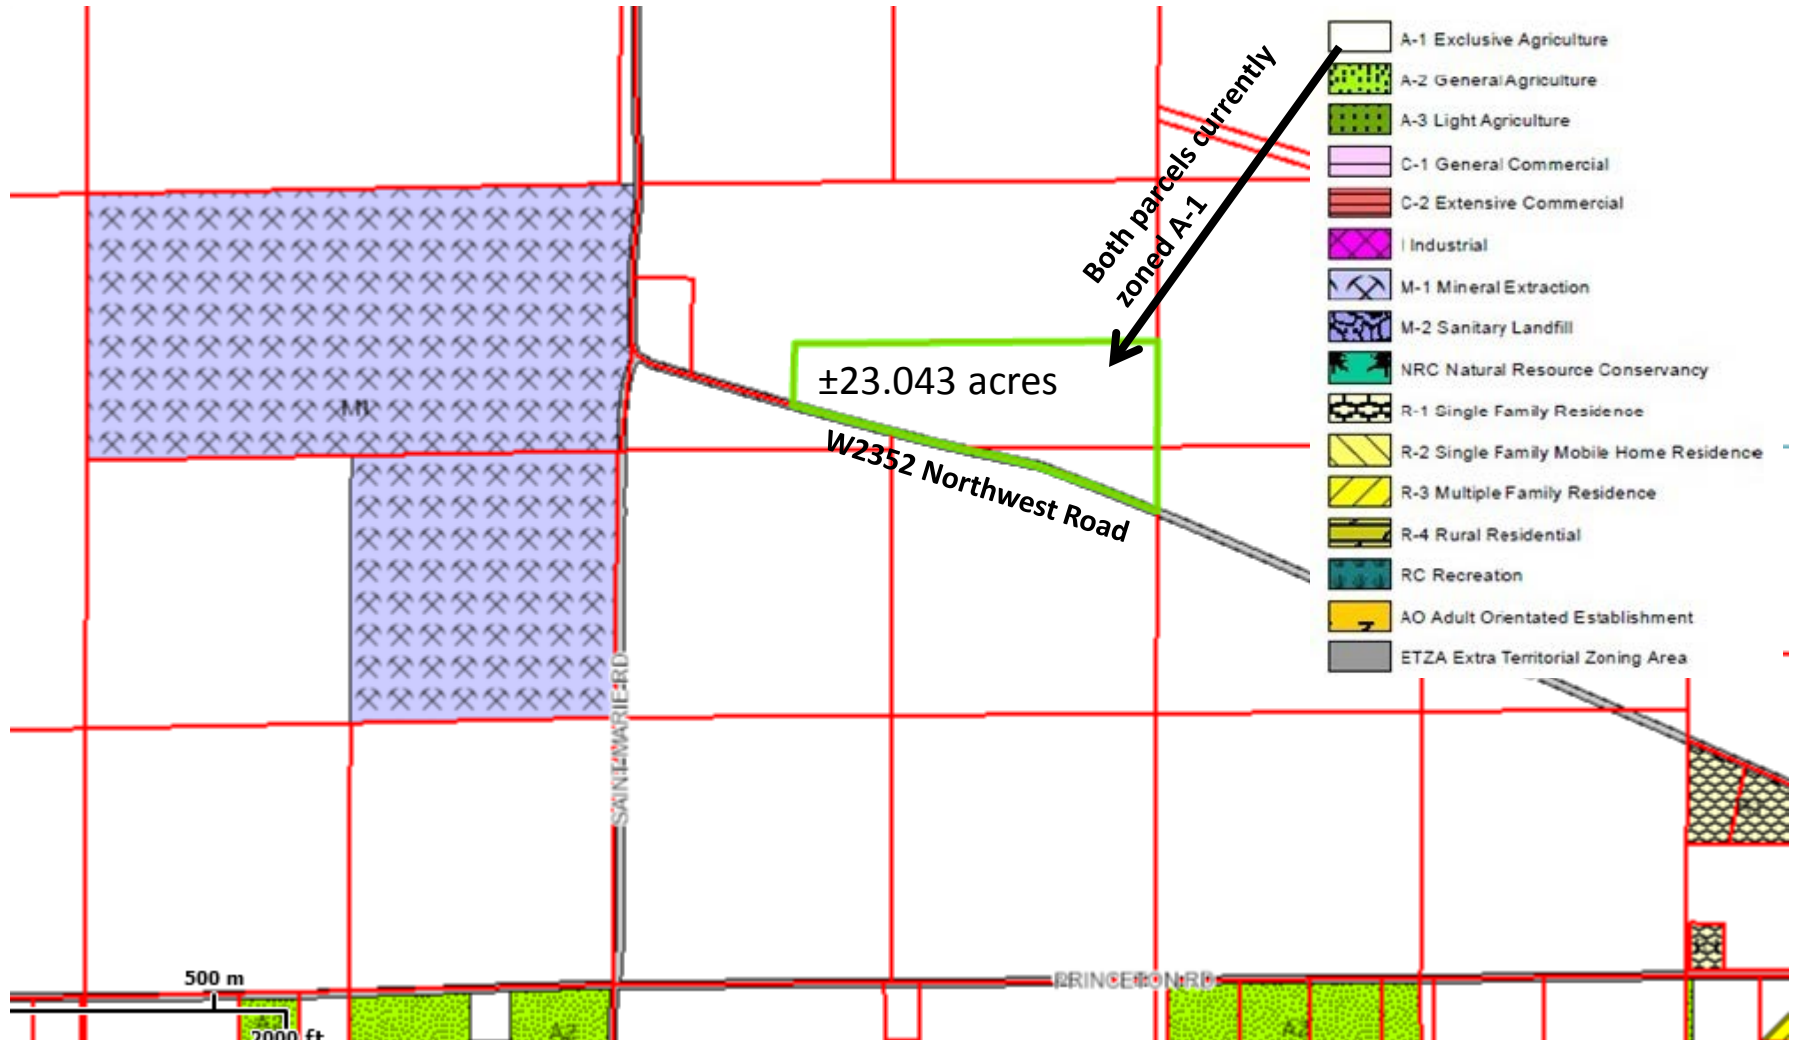 Both parcels currently
zoned A-1
±23.043 acres
W2352 Northwest Road
M1
SAINT MARIE RD
PRINCETON RD
500 m
2000 ft
A2
A2
A-1 Exclusive Agriculture
A-2 General Agriculture
A-3 Light Agriculture
C-1 General Commercial
C-2 Extensive Commercial
I Industrial
M-1 Mineral Extraction
M-2 Sanitary Landfill
NRC Natural Resource Conservancy
R-1 Single Family Residence
R-2 Single Family Mobile Home Residence
R-3 Multiple Family Residence
R-4 Rural Residential
RC Recreation
AO Adult Orientated Establishment
ETZA Extra Territorial Zoning Area